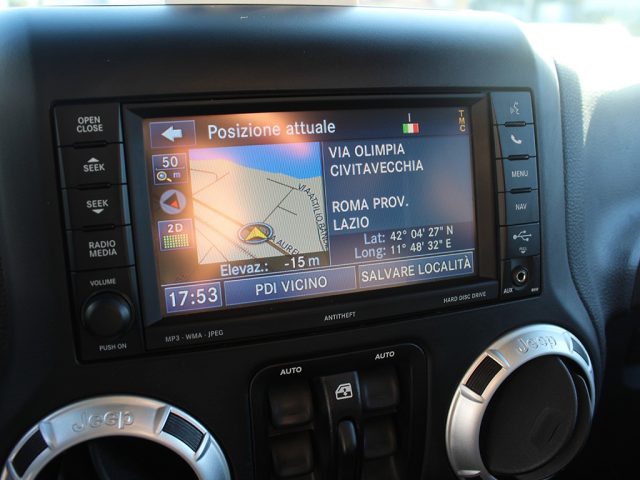 OPEN
CLOSE
SEEK
SEEK
RADIO
MEDIA
VOLUME
PUSH ON
Posizione attuale
TMC
50
m
2D
VIA OLIMPIA
CIVITAVECCHIA
ROMA PROV.
LAZIO
Lat: 42° 04' 27" N
Long: 11° 48' 32" E
Elevaz.: -15 m
17:53
PDI VICINO
SALVARE LOCALITÀ
MENU
NAV
AUX
MP3 - WMA - JPEG
ANTITHEFT
HARD DISC DRIVE
AUTO
AUTO
Jeep
Jeep